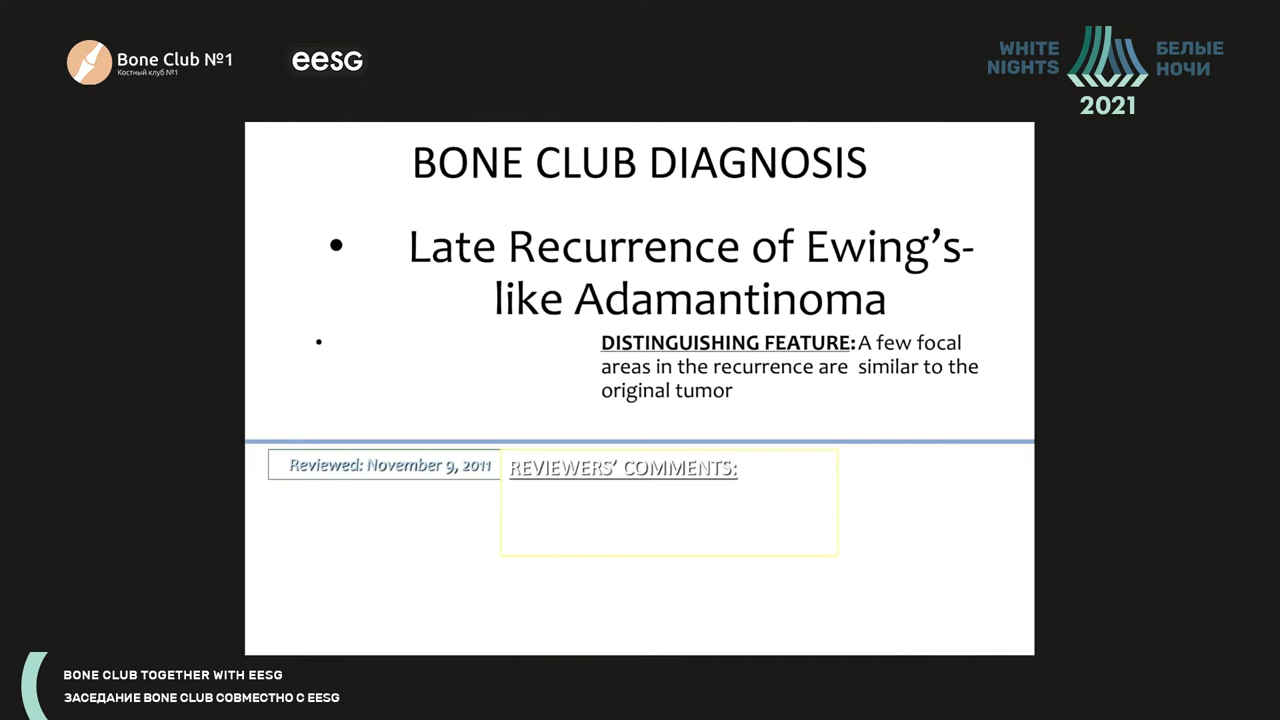 Bone Club №1
Костный клуб №1
eesg
WHITE
NIGHTS
БЕЛЫЕ
НОЧИ
2021
BONE CLUB DIAGNOSIS
• Late Recurrence of Ewing’s-
like Adamantinoma
• DISTINGUISHING FEATURE: A few focal
areas in the recurrence are similar to the
original tumor
Reviewed: November 9, 2011
REVIEWERS’ COMMENTS:
BONE CLUB TOGETHER WITH EESG
ЗАСЕДАНИЕ BONE CLUB СОВМЕСТНО С EESG